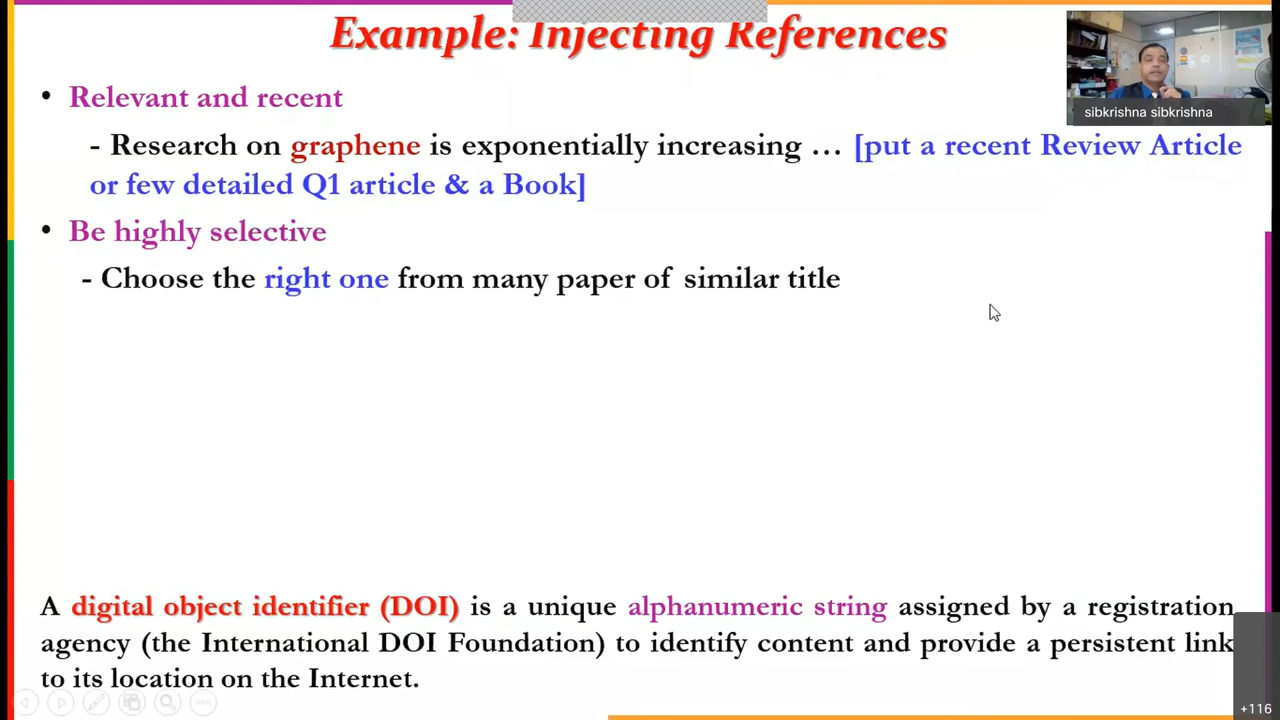 Example: Injecting References
sibkrishna sibkrishna
• Relevant and recent
- Research on graphene is exponentially increasing … [put a recent Review Article
or few detailed Q1 article & a Book]
• Be highly selective
- Choose the right one from many paper of similar title
A digital object identifier (DOI) is a unique alphanumeric string assigned by a registration
agency (the International DOI Foundation) to identify content and provide a persistent link
to its location on the Internet.
+116